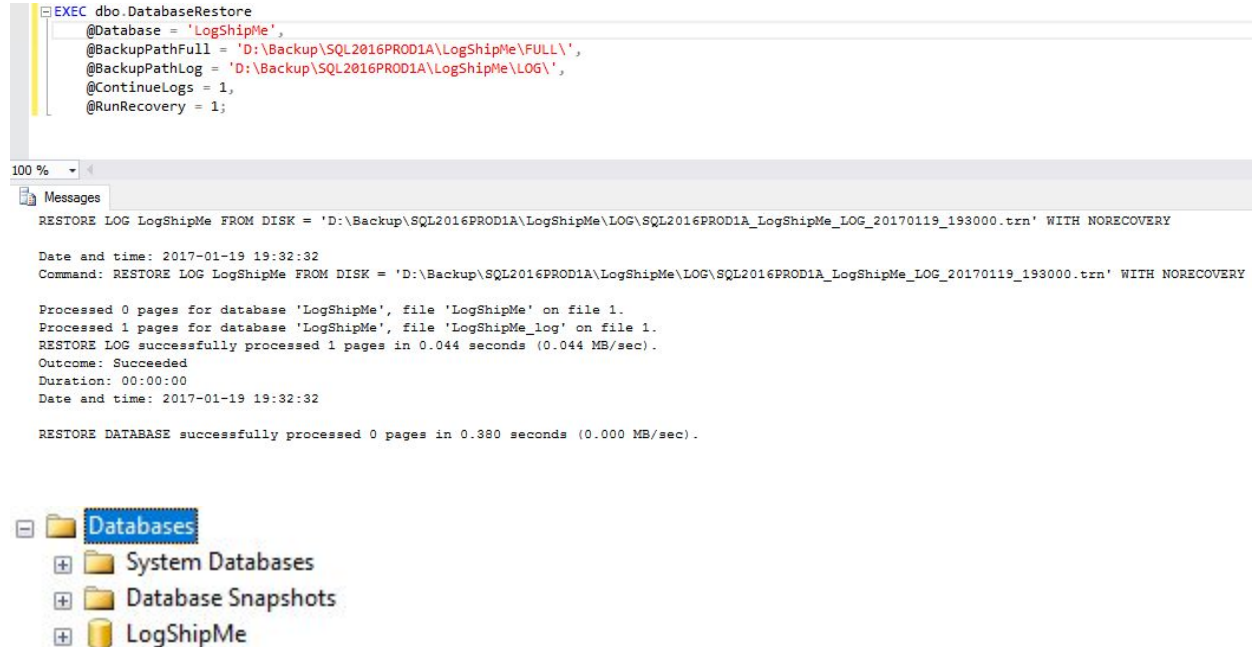 EXEC dbo.DatabaseRestore
@Database = 'LogShipMe',
@BackupPathFull = 'D:\Backup\SQL2016PROD1A\LogShipMe\FULL\',
@BackupPathLog = 'D:\Backup\SQL2016PROD1A\LogShipMe\LOG\',
@ContinueLogs = 1,
@RunRecovery = 1;
100 %
Messages
RESTORE LOG LogShipMe FROM DISK = 'D:\Backup\SQL2016PROD1A\LogShipMe\LOG\SQL2016PROD1A_LogShipMe_LOG_20170119_193000.trn' WITH NORECOVERY
Date and time: 2017-01-19 19:32:32
Command: RESTORE LOG LogShipMe FROM DISK = 'D:\Backup\SQL2016PROD1A\LogShipMe\LOG\SQL2016PROD1A_LogShipMe_LOG_20170119_193000.trn' WITH NORECOVERY
Processed 0 pages for database 'LogShipMe', file 'LogShipMe' on file 1.
Processed 1 pages for database 'LogShipMe', file 'LogShipMe_log' on file 1.
RESTORE LOG successfully processed 1 pages in 0.044 seconds (0.044 MB/sec).
Outcome: Succeeded
Duration: 00:00:00
Date and time: 2017-01-19 19:32:32
RESTORE DATABASE successfully processed 0 pages in 0.380 seconds (0.000 MB/sec).
Databases
System Databases
Database Snapshots
LogShipMe